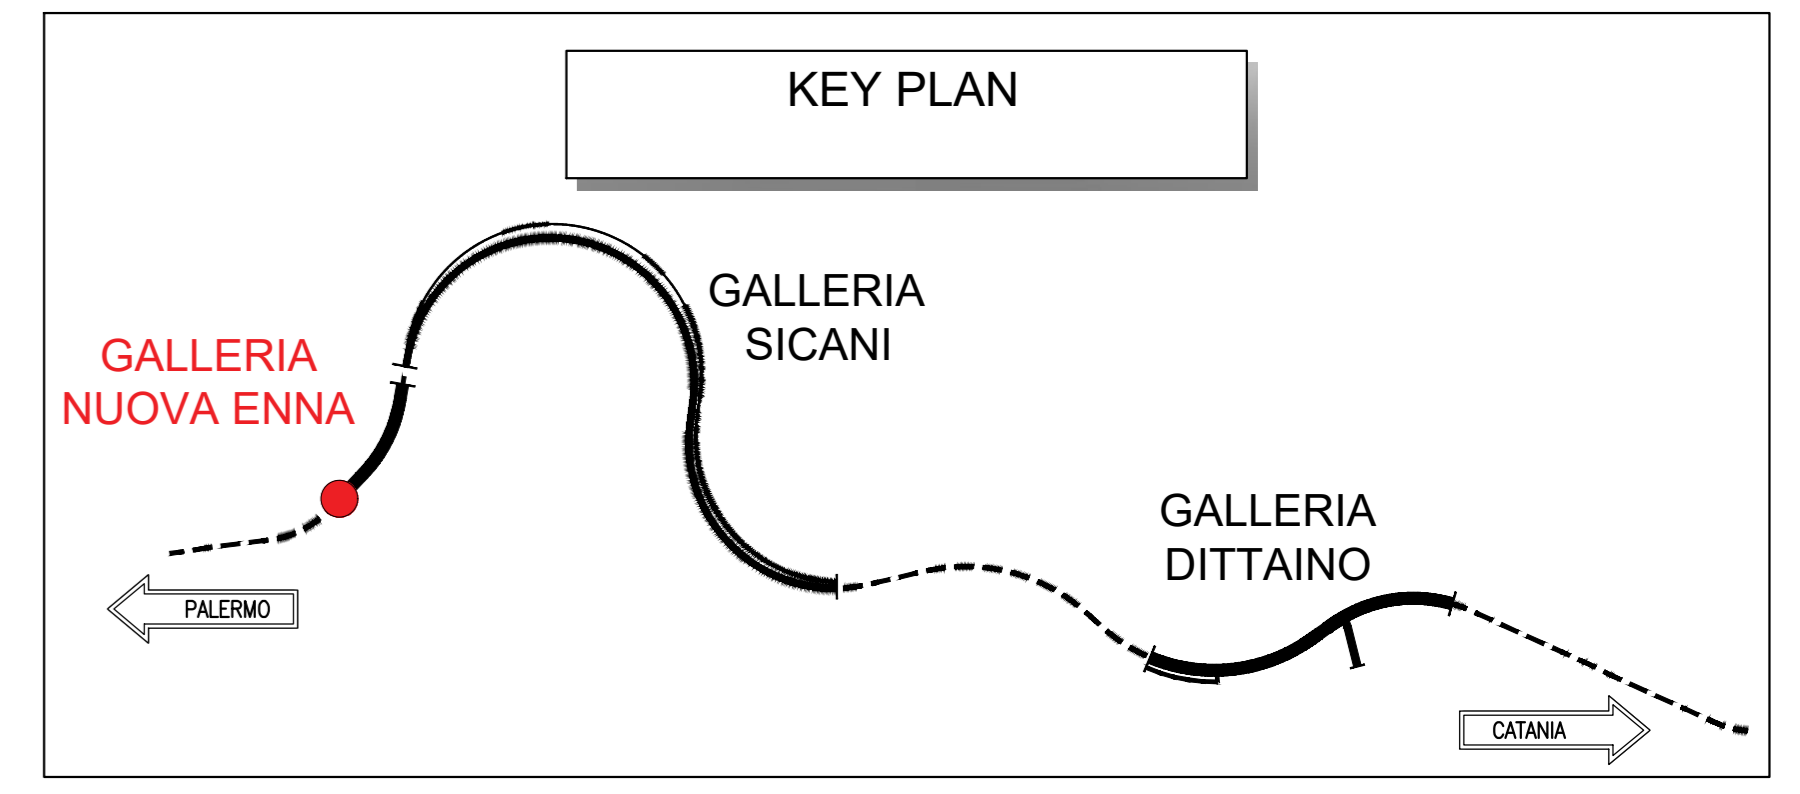 KEY PLAN
GALLERIA
SICANI
GALLERIA
NUOVA ENNA
GALLERIA
DITTAINO
PALERMO
CATANIA